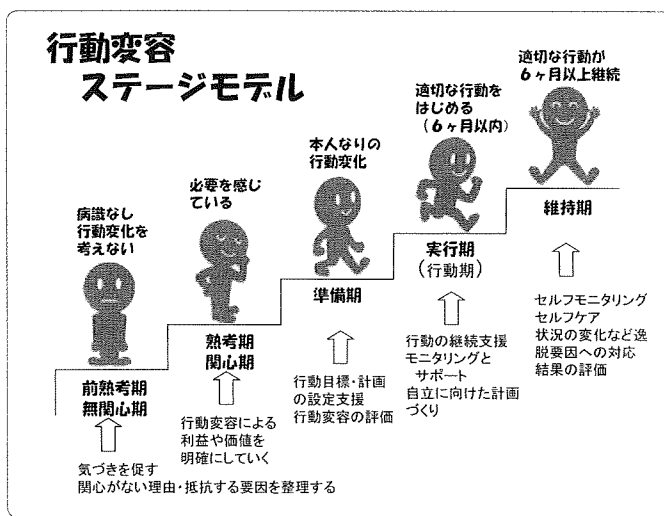 行動変容
ステージモデル
病識なし
行動変化を
考えない
前熟考期
無関心期
気づきを促す
関心がない理由・抵抗する要因を整理する
必要を感じ
ている
熟考期
関心期
行動変容による
利益や価値を
明確にしていく
本人なりの
行動変化
準備期
行動目標・計画
の設定支援
行動変容の評価
適切な行動を
はじめる
(6ヶ月以内)
実行期
(行動期)
行動の継続支援
モニタリングと
サポート
自立に向けた計画
づくり
適切な行動が
6ヶ月以上継続
維持期
セルフモニタリング
セルフケア
状況の変化など逸
脱要因への対応
結果の評価